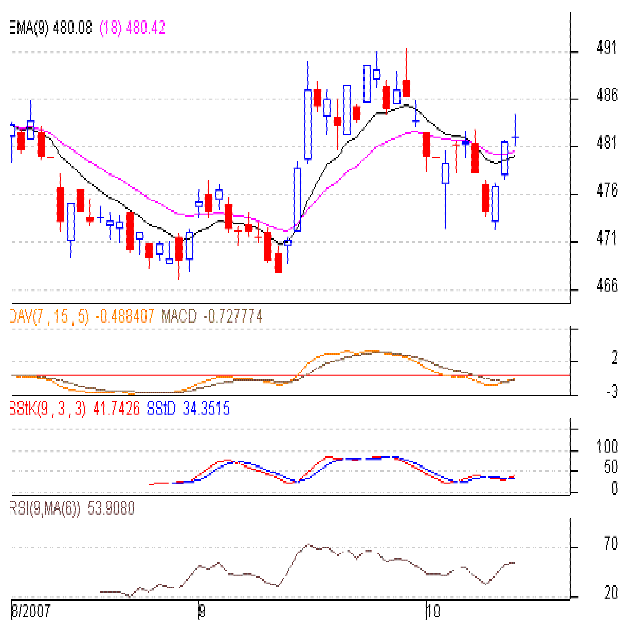 EMA(9) 480.08 (18) 480.42
491
486
481
476
471
466
DAV(7, 15, 5) -0.488407 MACD -0.727774
2
-3
SStK(9, 3, 3) 41.7426 SStD 34.3515
100
50
0
RSI(9,MA(6)) 53.9080
70
20
8/2007 9 10